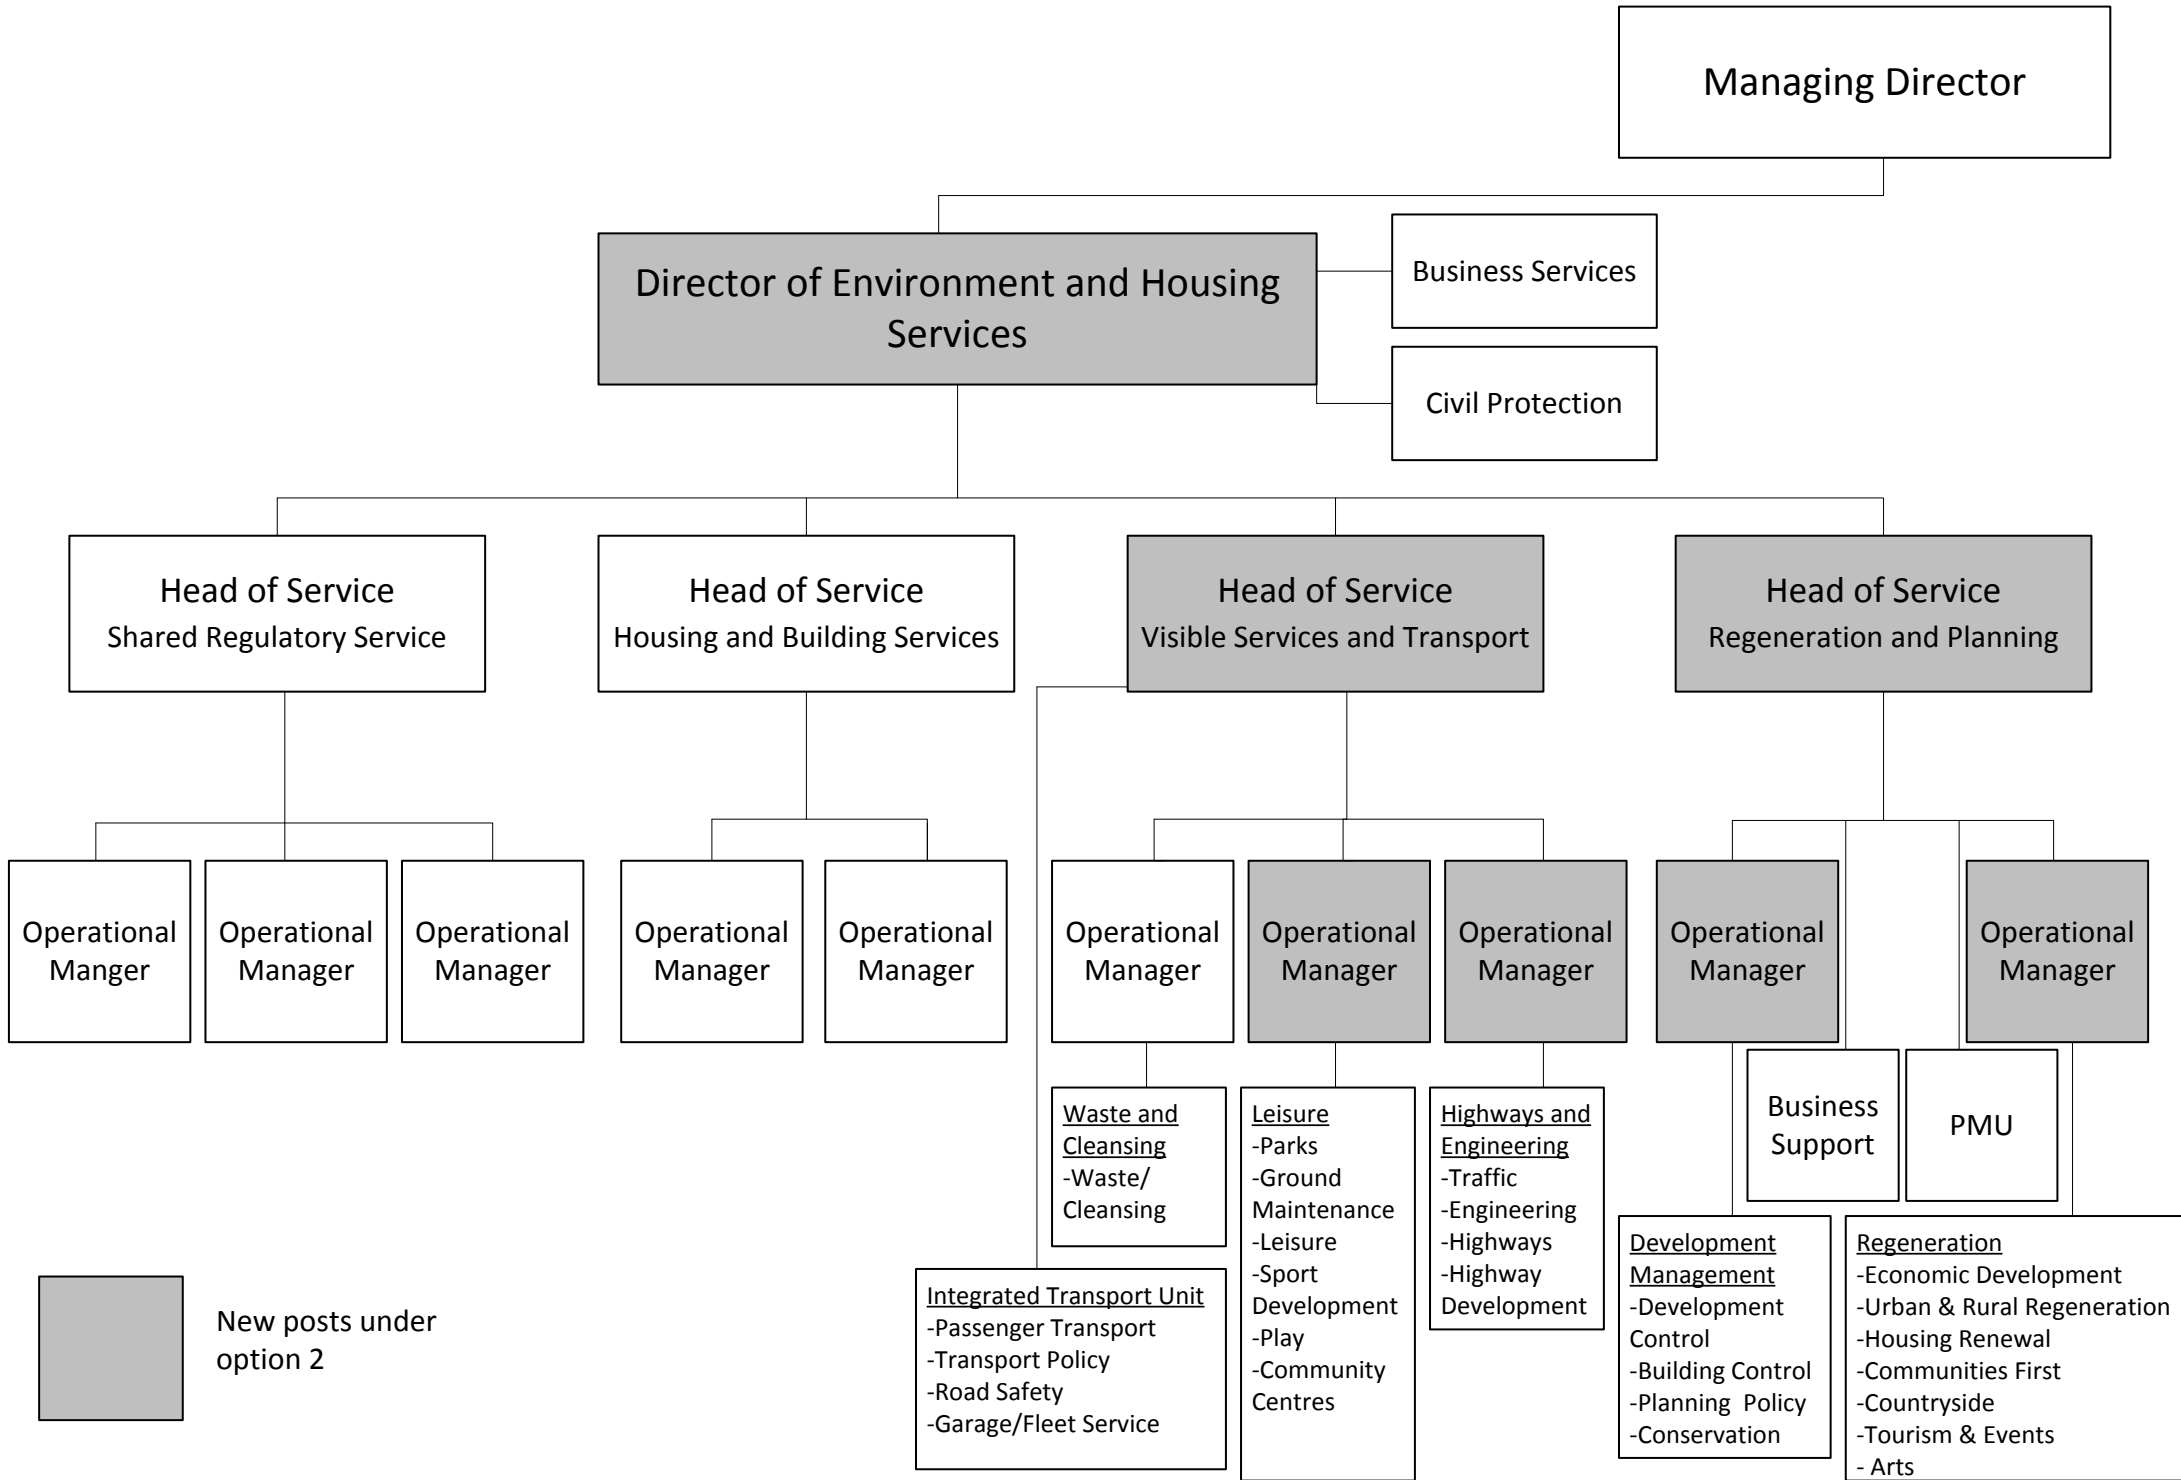 Managing Director
Director of Environment and Housing
Services
Business Services
Civil Protection
Head of Service
Shared Regulatory Service
Head of Service
Housing and Building Services
Head of Service
Visible Services and Transport
Head of Service
Regeneration and Planning
Operational
Manger
Operational
Manager
Operational
Manager
Operational
Manager
Operational
Manager
Operational
Manager
Operational
Manager
Operational
Manager
Operational
Manager
Operational
Manager
Business
Support
PMU
Waste and
Cleansing
-Waste/
Cleansing
Leisure
-Parks
-Ground
Maintenance
-Leisure
-Sport
Development
-Play
-Community
Centres
Highways and
Engineering
-Traffic
-Engineering
-Highways
-Highway
Development
Integrated Transport Unit
-Passenger Transport
-Transport Policy
-Road Safety
-Garage/Fleet Service
Development
Management
-Development
Control
-Building Control
-Planning  Policy
-Conservation
Regeneration
-Economic Development
-Urban & Rural Regeneration
-Housing Renewal
-Communities First
-Countryside
-Tourism & Events
- Arts
New posts under
option 2